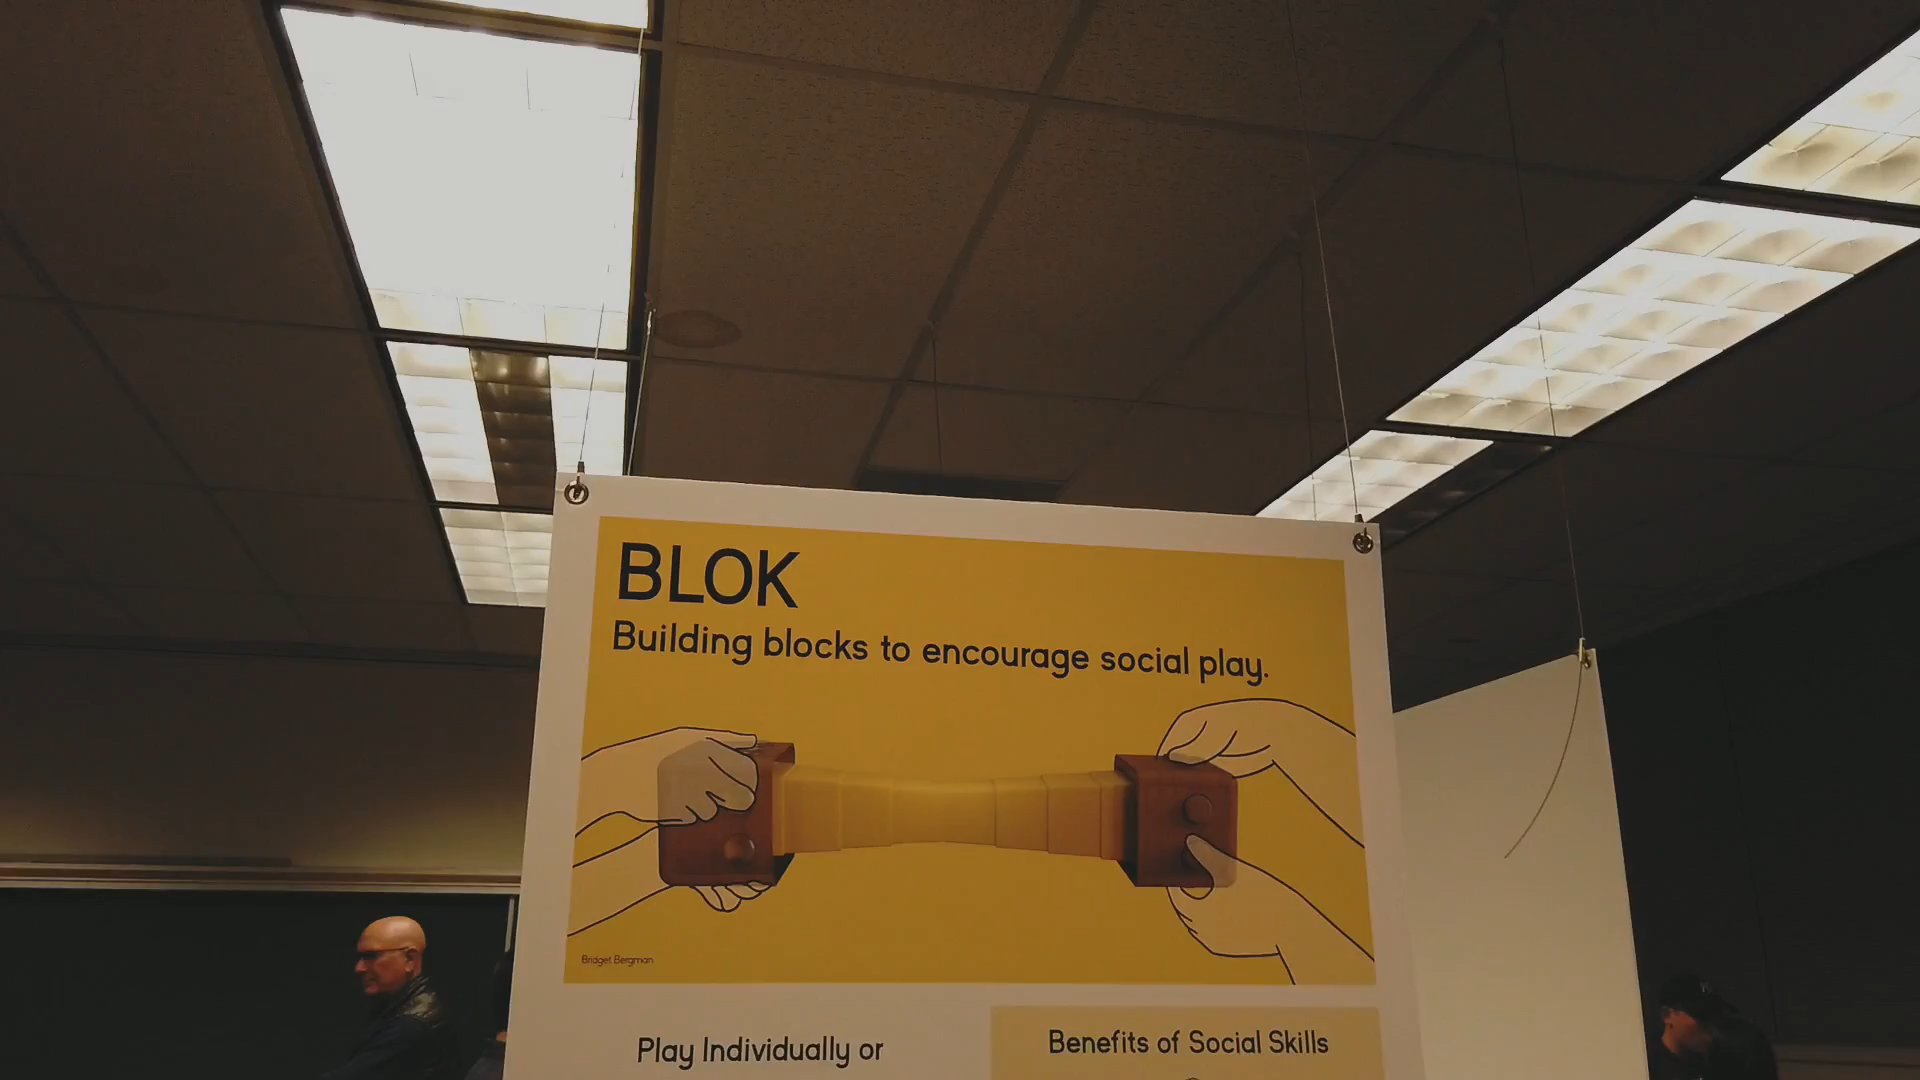 BLOK
Building blocks to encourage social play.
Bridget Bergman
Play Individually or
Benefits of Social Skills